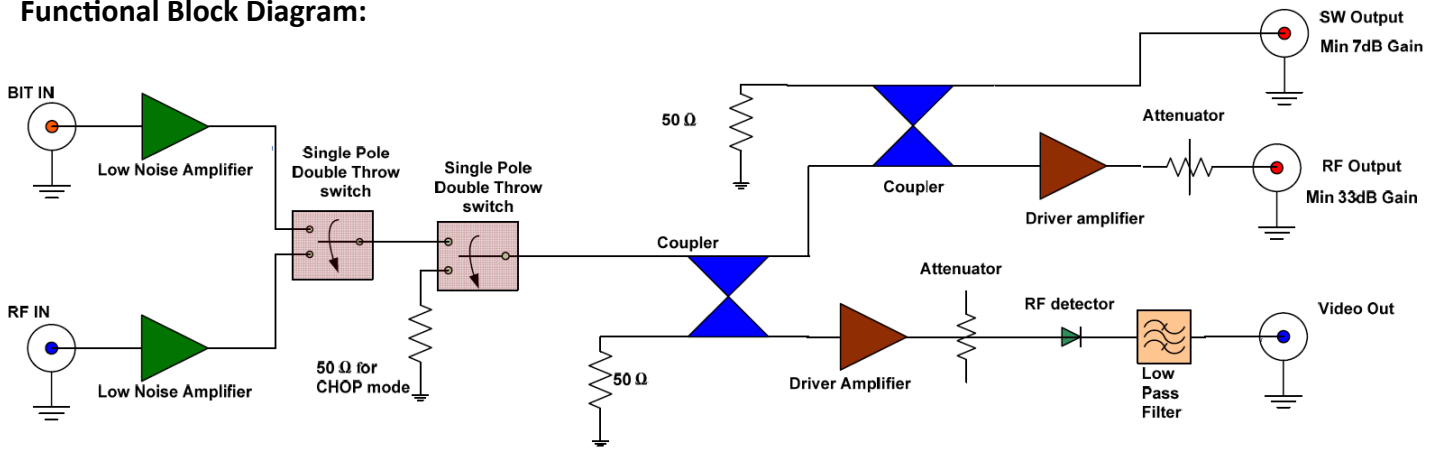 Functional Block Diagram:
SW Output
Min 7dB Gain
BIT IN
Low Noise Amplifier
Single Pole
Double Throw
switch
Single Pole
Double Throw
switch
50 Ω
Coupler
Attenuator
RF Output
Min 33dB Gain
Driver amplifier
Coupler
RF IN
Low Noise Amplifier
50 Ω for
CHOP mode
50 Ω
Driver Amplifier
Attenuator
RF detector
Low
Pass
Filter
Video Out